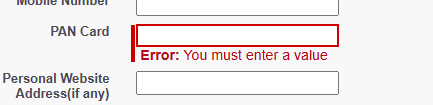 Mobile Number
PAN Card
Error: You must enter a value
Personal Website
Address(if any)